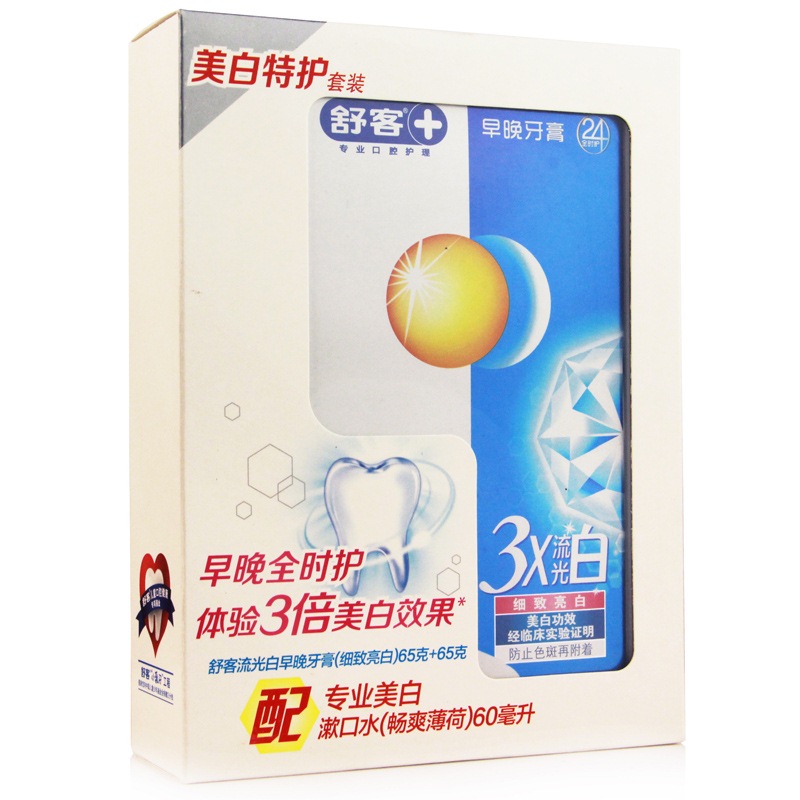 美白特护套装
舒客®+
专业口腔护理
早晚牙膏 24
全时护
3X流光白
细致亮白
美白功效
经临床实验证明
防止色斑再附着
早晚全时护
体验3倍美白效果*
舒客流光白早晚牙膏(细致亮白)65克+65克
配 专业美白
漱口水(畅爽薄荷)60毫升